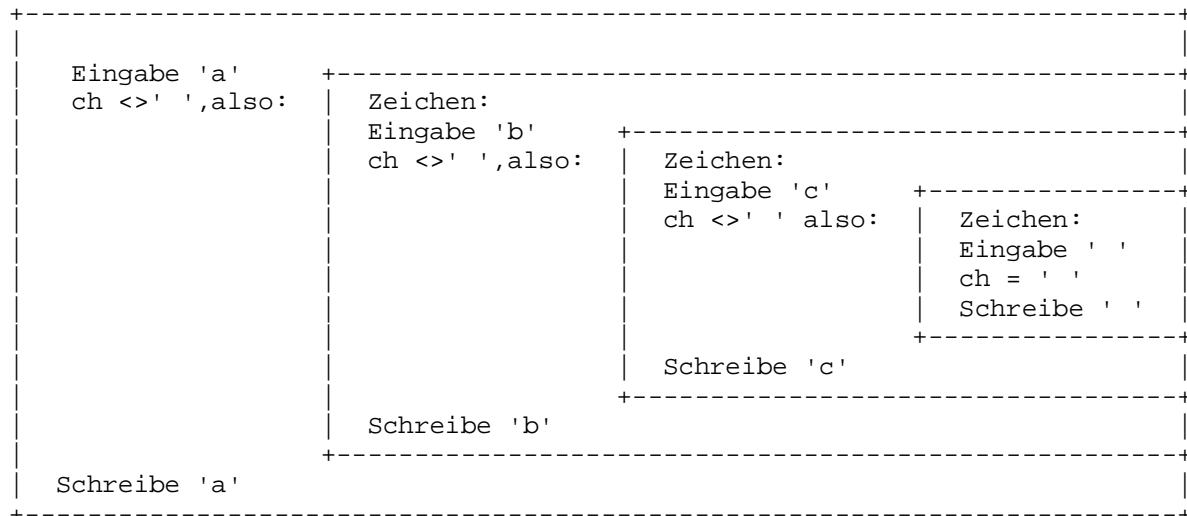 Eingabe 'a'
ch <>' ',also: Zeichen:
Eingabe 'b'
ch <>' ',also: Zeichen:
Eingabe 'c'
ch <>' ' also: Zeichen:
Eingabe ' '
ch = ' '
Schreibe ' '
Schreibe 'c'
Schreibe 'b'
Schreibe 'a'